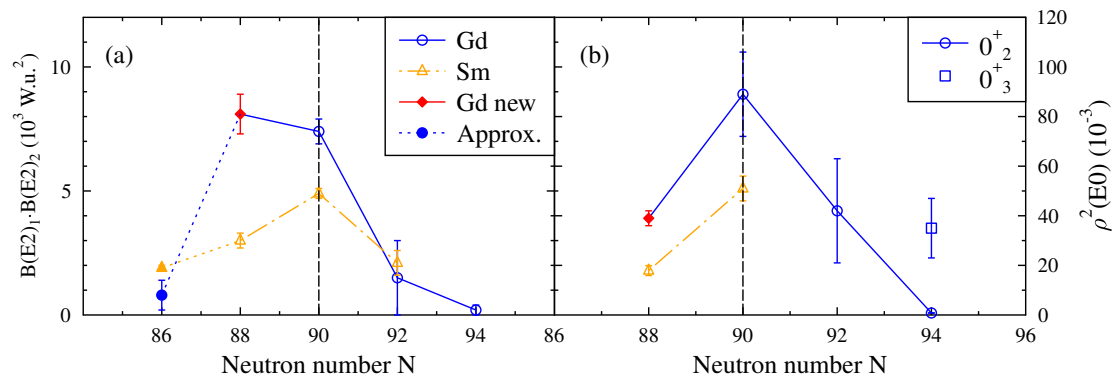 (a)
Gd
Sm
Gd new
Approx.
B(E2)₁·B(E2)₂ (10³ W.u.²)
0
5
10
86 88 90 92 94
Neutron number N
(b)
0⁺₂
0⁺₃
86 88 90 92 94 96
Neutron number N
0
20
40
60
80
100
120
ρ²(E0) (10⁻³)